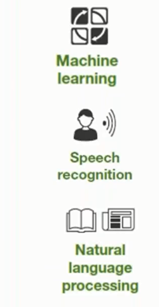 Machine
learning
Speech
recognition
Natural
language
processing